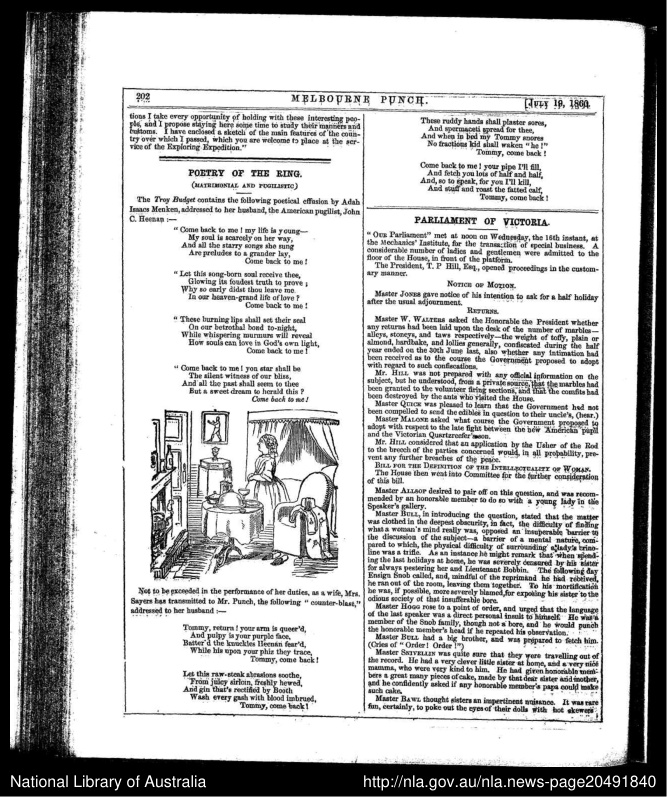 202
MELBOURNE PUNCH.
[JULY 19, 1860.
tions I take every opportunity of holding with these interesting peo-
ple, and I propose staying here some time to study their manners and
customs. I have enclosed a sketch of the main features of the coun-
try over which I passed, which you are welcome to place at the ser-
vice of the Exploring Expedition."
POETRY OF THE RING.
(MATRIMONIAL AND PUGILISTIC)
The Troy Budget contains the following poetical effusion by Adah
Isaacs Menken, addressed to her husband, the American pugilist, John
C. Heenan :—
" Come back to me ! my life is young—
My soul is scarcely on her way,
And all the starry songs she sung
Are preludes to a grander lay,
Come back to me !
" Let this song-born soul receive thee,
Glowing its fondest truth to prove ;
Why so early didst thou leave me
In our heaven-grand life of love ?
Come back to me !
" These burning lips shall set their seal
On our betrothal bond to-night,
While whispering murmurs will reveal
How souls can love in God's own light,
Come back to me !
" Come back to me ! you star shall be
The silent witness of our bliss,
And all the past shall seem to thee
But a sweet dream to herald this ?
Come back to me!
Not to be exceeded in the performance of her duties, as a wife, Mrs.
Sayers has transmitted to Mr. Punch, the following " counter-blast,"
addressed to her husband :—
Tommy, return ! your arm is queer'd,
And pulpy is your purple face,
Batter'd the knuckles Heenan fear'd,
While his upon your phiz they trace,
Tommy, come back !
Let this raw-steak abrasions soothe,
From juicy sirloin, freshly hewed,
And gin that's rectified by Booth
Wash every gash with blood imbrued,
Tommy, come back !
These ruddy hands shall plaster sores,
And spermaceti spread for thee,
And when in bed my Tommy snores
No fractious kid shall waken "he !"
Tommy, come back !
Come back to me ! your pipe I'll fill,
And fetch you lots of half and half,
And, so to speak, for you I'll kill,
And stuff and roast the fatted calf,
Tommy, come back !
PARLIAMENT OF VICTORIA.
" OUR Parliament" met at noon on Wednesday, the 16th instant, at
the Mechanics' Institute, for the transaction of special business. A
considerable number of ladies and gentlemen were admitted to the
floor of the House, in front of the platform.
The President, T. P Hill, Esq., opened proceedings in the custom-
ary manner.
NOTICE OF MOTION.
Master JONES gave notice of his intention to ask for a half holiday
after the usual adjournment.
RETURNS.
Master W. WALTERS asked the Honorable the President whether
any returns had been laid upon the desk of the number of marbles—
alleys, stoneys, and taws respectively—the weight of toffy, plain or
almond, hardbake, and lollies generally, confiscated during the half
year ended on the 30th June last, also whether any intimation had
been received as to the course the Government proposed to adopt
with regard to such confiscations.
Mr. HILL was not prepared with any official information on the
subject, but he understood, from a private source, that the marbles had
been granted to the volunteer firing sections, and that the comfits had
been destroyed by the ants who visited the House.
Master QUICK was pleased to learn that the Government had not
been compelled to send the edibles in question to their uncle's, (hear.)
Master MALONE asked what course the Government proposed to
adopt with respect to the late fight between the new American pupil
and the Victorian Quartzreefer's son.
Mr. HILL considered that an application by the Usher of the Rod
to the breech of the parties concerned would, in all probability, pre-
vent any further breaches of the peace.
BILL FOR THE DEFINITION OF THE INTELLECTUALITY OF WOMAN.
The House then went into Committee for the further consideration
of this bill.
Master ALLSOP desired to pair off on this question, and was recom-
mended by an honorable member to do so with a young lady in the
Speaker's gallery.
Master BULL, in introducing the question, stated that the matter
was clothed in the deepest obscurity, in fact, the difficulty of finding
what a woman's mind really was, opposed an insuperable barrier to
the discussion of the subject—a barrier of a mental nature, com-
pared to which, the physical difficulty of surrounding a lady's crino-
line was a trifle. As an instance he might remark that when spend-
ing the last holidays at home, he was severely censured by his sister
for always pestering her and Lieutenant Bobbin. The following day
Ensign Snob called, and, mindful of the reprimand he had received,
he ran out of the room, leaving them together. To his mortification
he was, if possible, more severely blamed for exposing his sister to the
odious society of that insufferable bore.
Master HOGG rose to a point of order, and urged that the language
of the last speaker was a direct personal insult to himself. He was a
member of the Snob family, though not a bore, and he would punch
the honorable member's head if he repeated his observation.
Master BULL had a big brother, and was prepared to fetch him.
(Cries of " Order! Order !")
Master SNIVELLIN was quite sure that they were travelling out of
the record. He had a very clever little sister at home, and a very nice
mamma, who were very kind to him. He had given honorable mem-
bers a great many pieces of cake, made by that dear sister and mother,
and he confidently asked if any honorable member's papa could make
such cake.
Master BAWL thought sisters an impertinent nuisance. It was rare
fun, certainly, to poke out the eyes of their dolls with hot skewers
National Library of Australia
http://nla.gov.au/nla.news-page20491840